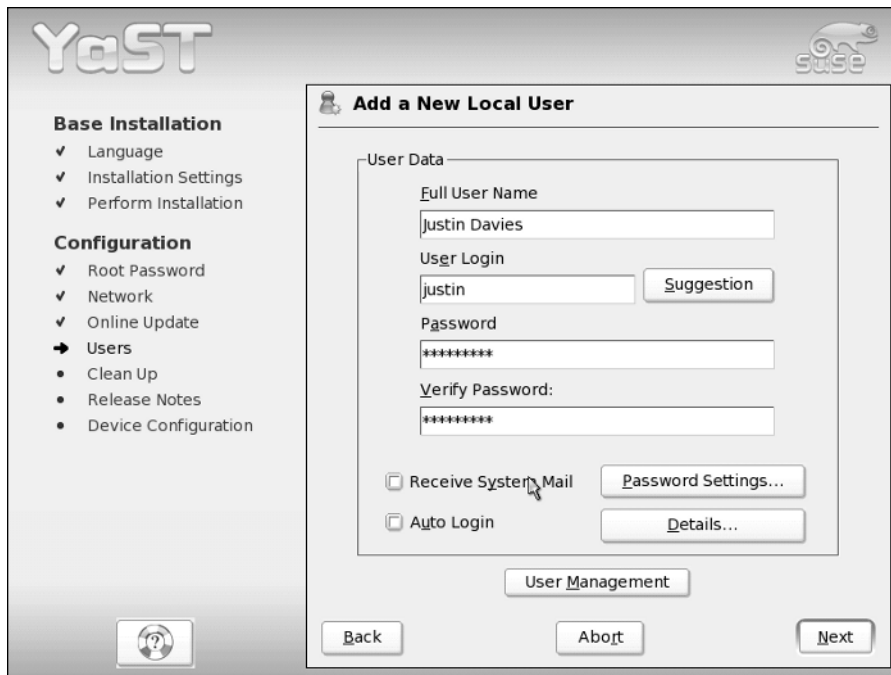 YaST
suse
Base Installation
Language
Installation Settings
Perform Installation
Configuration
Root Password
Network
Online Update
Users
Clean Up
Release Notes
Device Configuration
Add a New Local User
User Data
Full User Name
Justin Davies
User Login
justin
Suggestion
Password
*********
Verify Password:
*********
Receive System Mail
Password Settings...
Auto Login
Details...
User Management
?
Back
Abort
Next